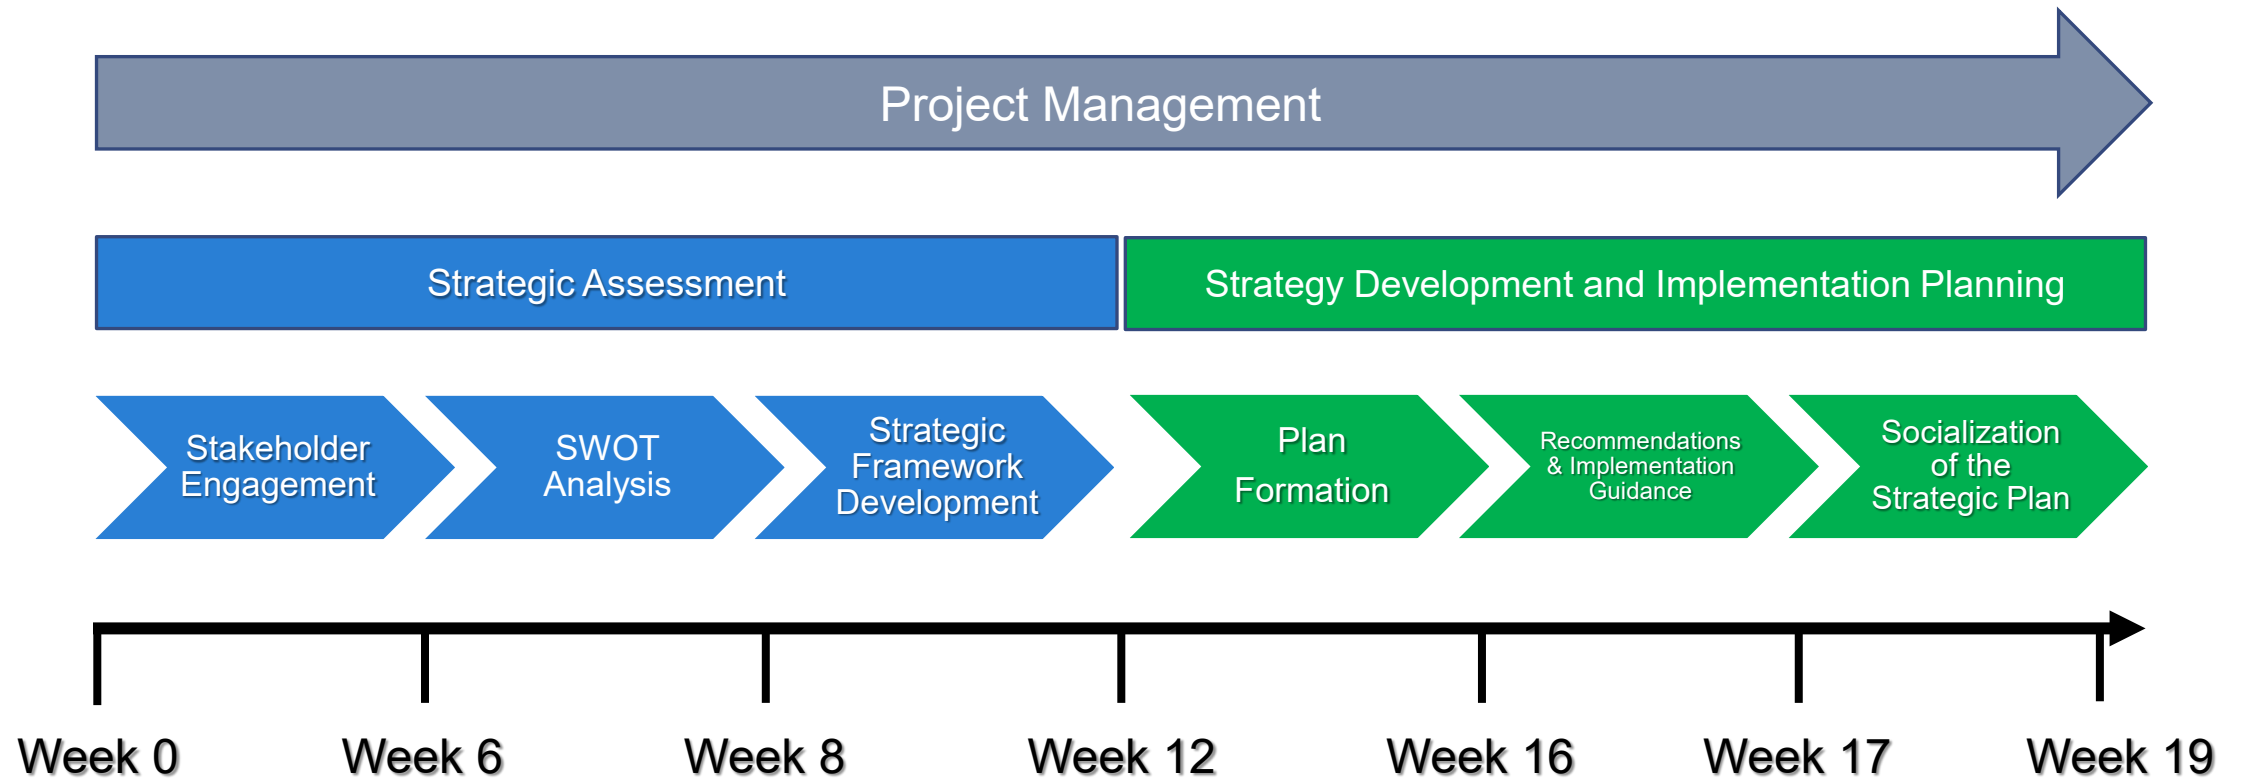 Project Management
Strategic Assessment
Strategy Development and Implementation Planning
Stakeholder
Engagement
SWOT
Analysis
Strategic
Framework
Development
Plan
Formation
Recommendations
& Implementation
Guidance
Socialization
of the
Strategic Plan
Week 0
Week 6
Week 8
Week 12
Week 16
Week 17
Week 19